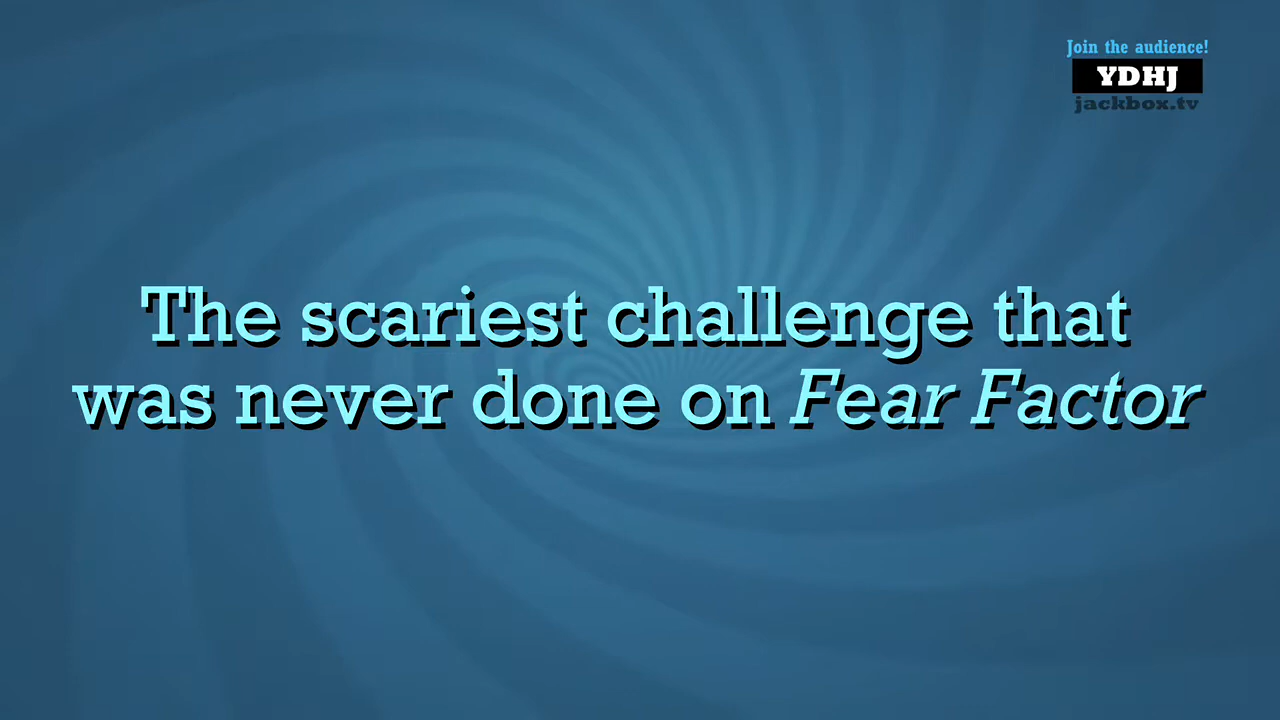 Join the audience!
YDHJ
jackbox.tv
The scariest challenge that
was never done on Fear Factor